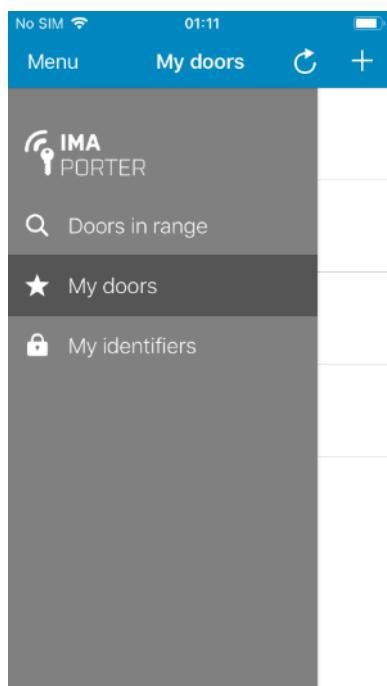 No SIM 01:11
Menu My doors
IMA
PORTER
Doors in range
My doors
My identifiers